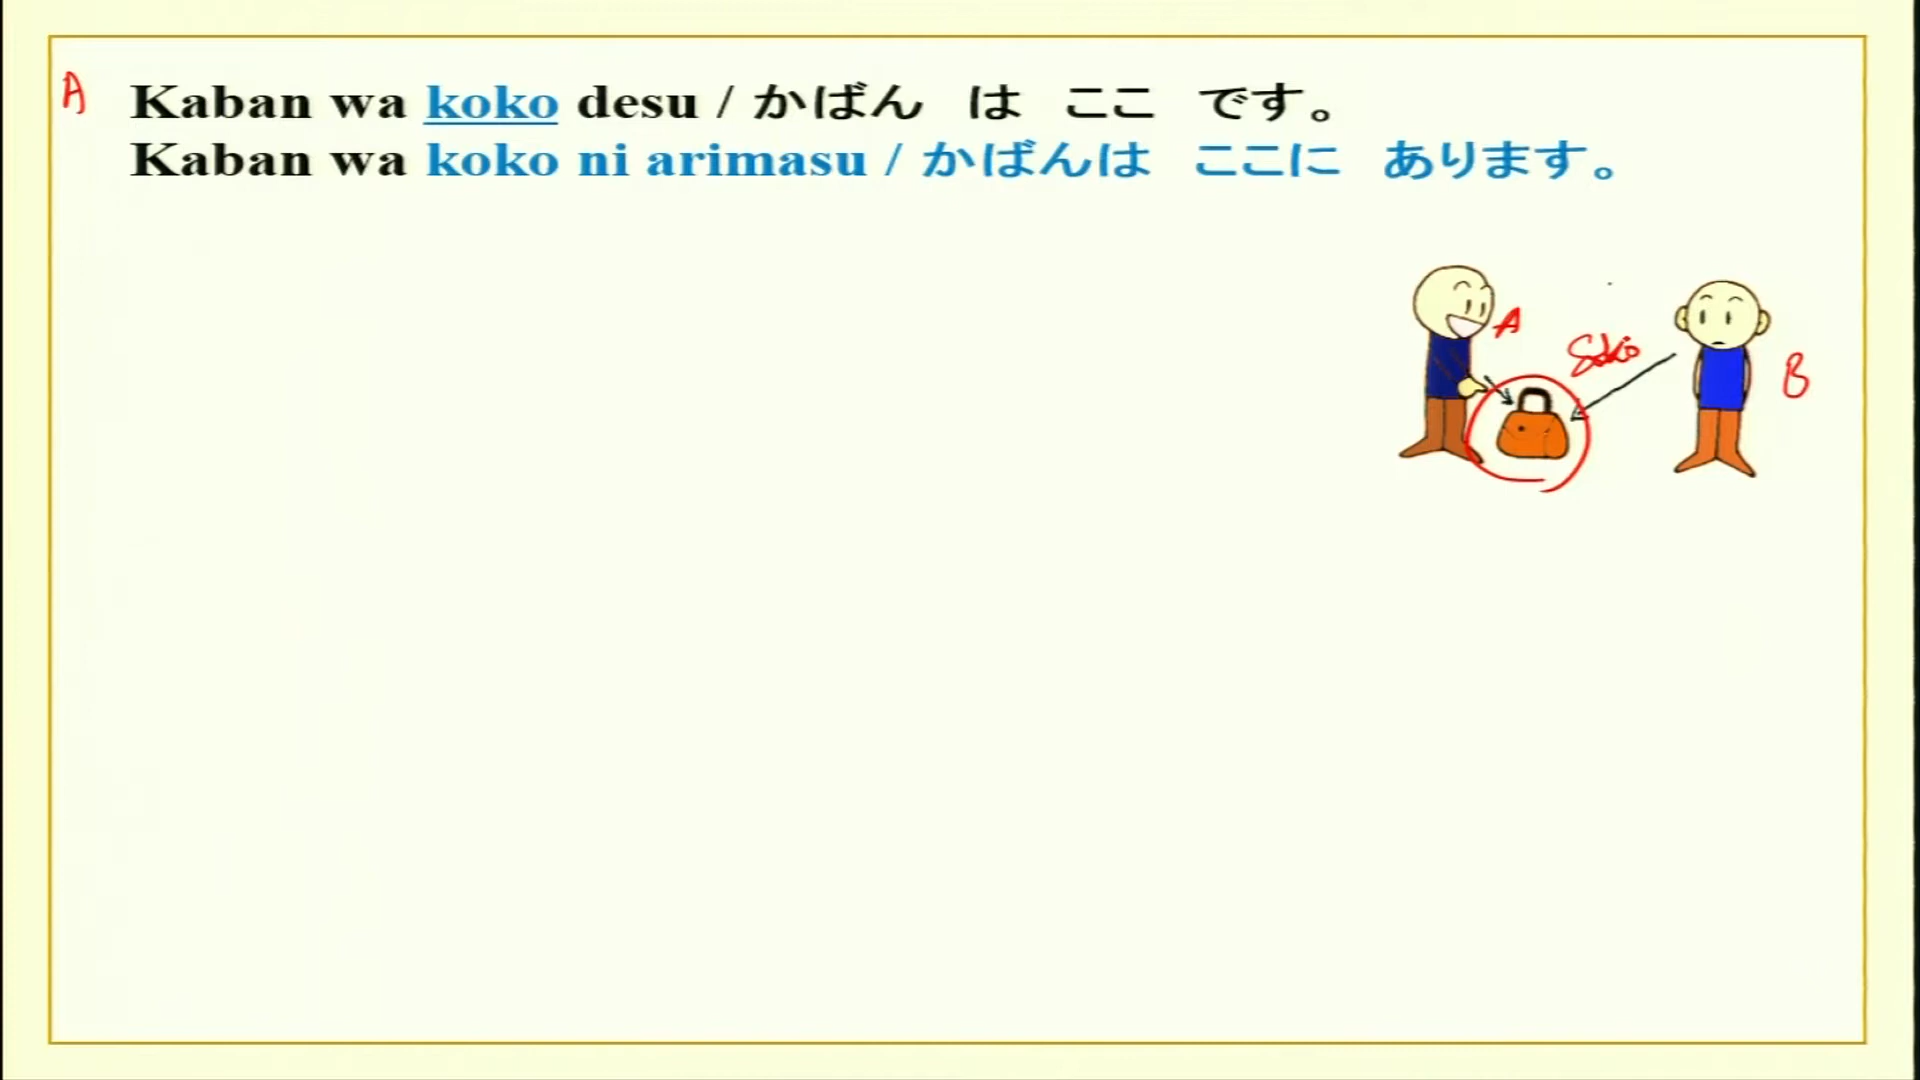 A Kaban wa koko desu / かばん は ここ です。
Kaban wa koko ni arimasu / かばんは ここに あります。
A
Soko
B